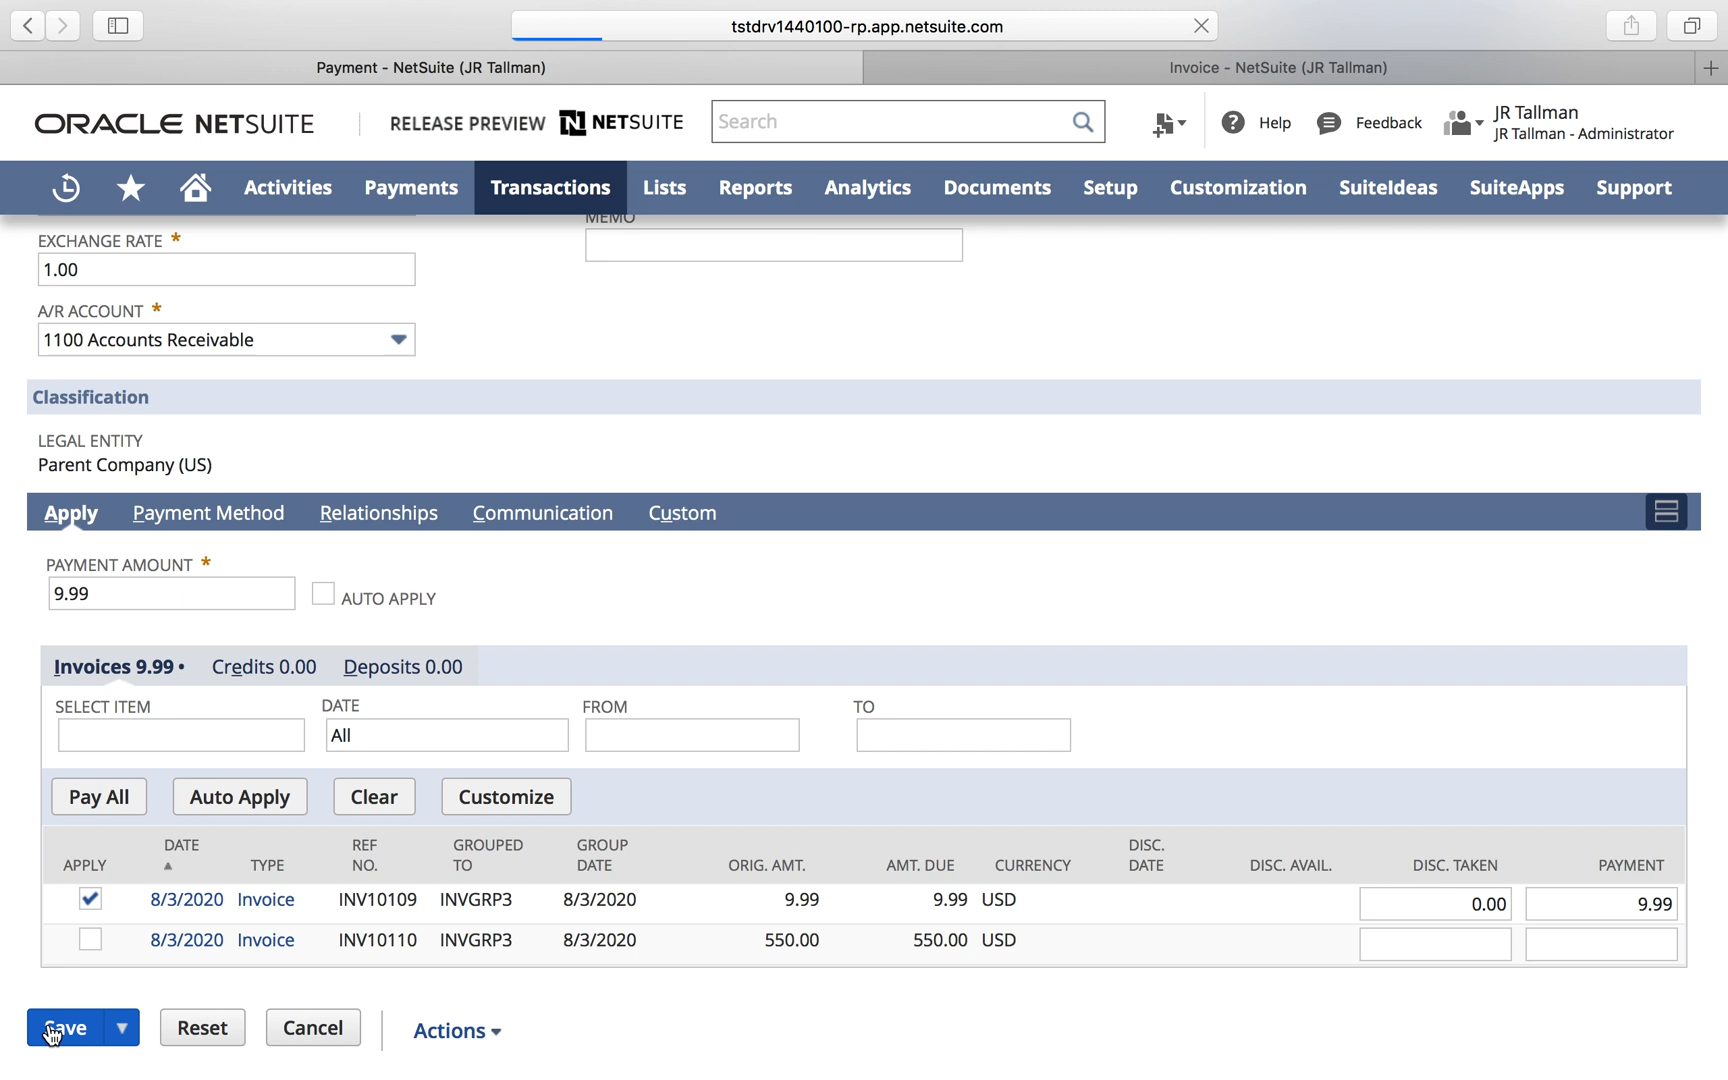 tstdrv1440100-rp.app.netsuite.com
Payment - NetSuite (JR Tallman)
Invoice - NetSuite (JR Tallman)
ORACLE NETSUITE
RELEASE PREVIEW
N NETSUITE
Search
Help
Feedback
JR Tallman
JR Tallman - Administrator
Activities Payments Transactions Lists Reports Analytics Documents Setup Customization SuiteIdeas SuiteApps Support
MEMO
EXCHANGE RATE *
1.00
A/R ACCOUNT *
1100 Accounts Receivable
Classification
LEGAL ENTITY
Parent Company (US)
Apply Payment Method Relationships Communication Custom
PAYMENT AMOUNT *
9.99
AUTO APPLY
Invoices 9.99 • Credits 0.00 Deposits 0.00
SELECT ITEM DATE FROM TO
All
Pay All Auto Apply Clear Customize
APPLY DATE TYPE REF NO. GROUPED TO GROUP DATE ORIG. AMT. AMT. DUE CURRENCY DISC. DATE DISC. AVAIL. DISC. TAKEN PAYMENT
8/3/2020 Invoice INV10109 INVGRP3 8/3/2020 9.99 9.99 USD 0.00 9.99
8/3/2020 Invoice INV10110 INVGRP3 8/3/2020 550.00 550.00 USD
Save Reset Cancel Actions